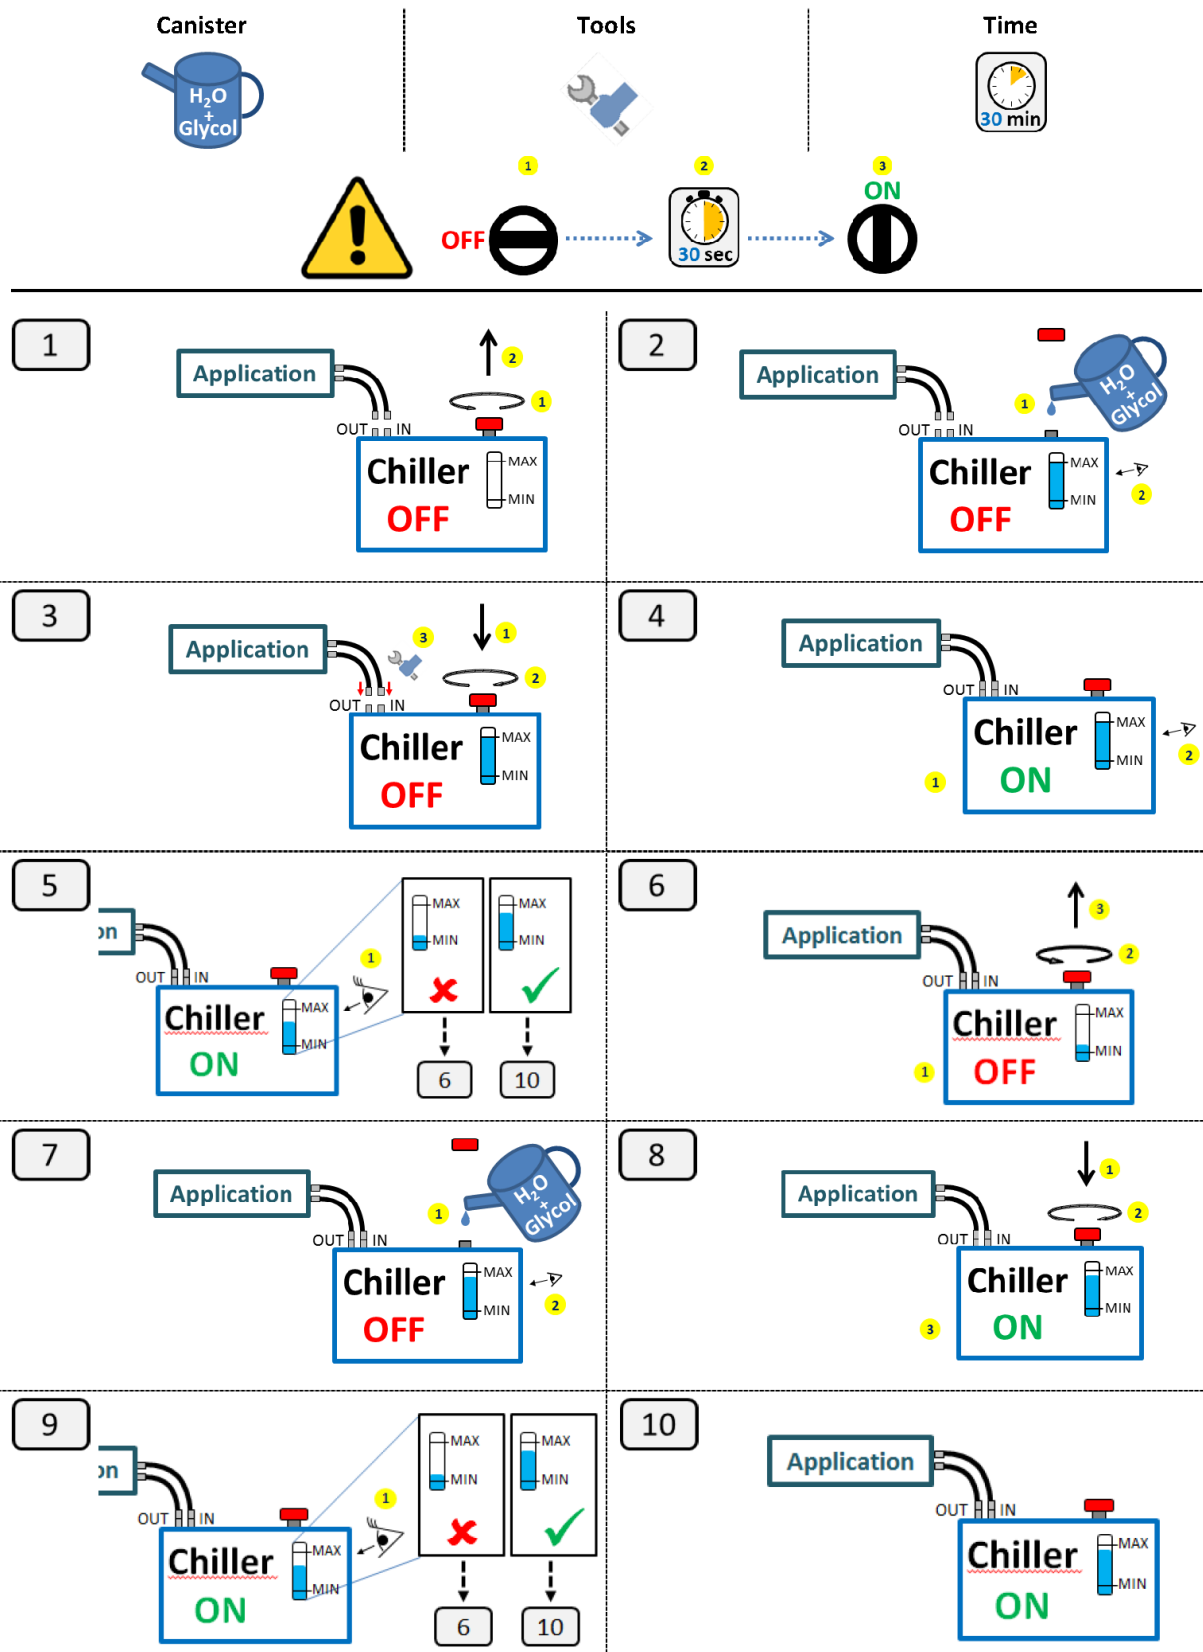 Canister
Tools
Time
H2O
+
Glycol
30 min
1
2
3
ON
OFF
30 sec
1
Application
2
1
OUT
IN
Chiller
MAX
MIN
OFF
2
Application
H2O
+
Glycol
1
OUT
IN
Chiller
MAX
MIN
2
OFF
3
Application
3
1
2
OUT
IN
Chiller
MAX
MIN
OFF
4
Application
OUT
IN
Chiller
MAX
MIN
2
1
ON
5
on
OUT
IN
1
MAX
MIN
MAX
MIN
Chiller
MAX
MIN
ON
6
10
6
Application
3
2
OUT
IN
Chiller
MAX
MIN
1
OFF
7
Application
H2O
+
Glycol
1
OUT
IN
Chiller
MAX
MIN
2
OFF
8
Application
1
2
OUT
IN
Chiller
MAX
MIN
3
ON
9
on
OUT
IN
1
MAX
MIN
MAX
MIN
Chiller
MAX
MIN
ON
6
10
10
Application
OUT
IN
Chiller
MAX
MIN
ON